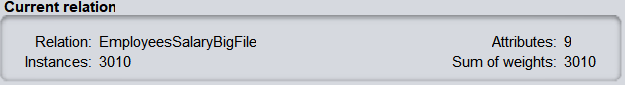 Current relation
Relation: EmployeesSalaryBigFile Attributes: 9
Instances: 3010 Sum of weights: 3010